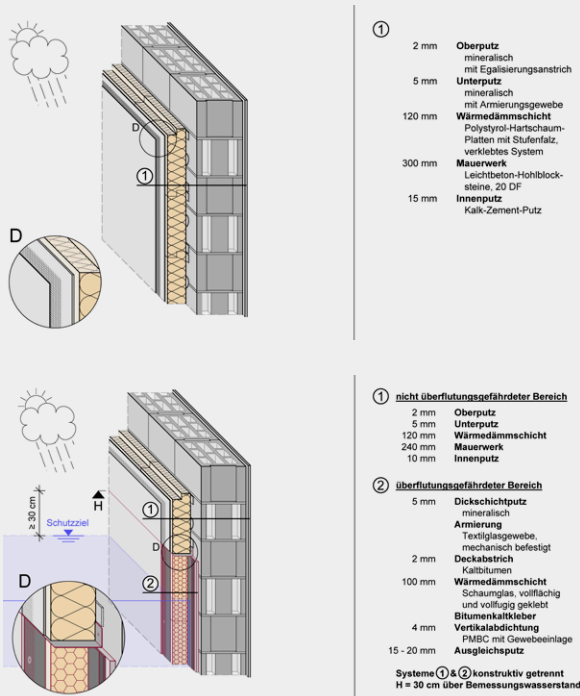 1
2 mm Oberputz
mineralisch
mit Egalisierungsanstrich
5 mm Unterputz
mineralisch
mit Armierungsgewebe
120 mm Wärmedämmschicht
Polystyrol-Hartschaum-
Platten mit Stufenfalz,
verklebtes System
300 mm Mauerwerk
Leichtbeton-Hohlblock-
steine, 20 DF
15 mm Innenputz
Kalk-Zement-Putz
D
1
D
1 nicht überflutungsgefährdeter Bereich
2 mm Oberputz
5 mm Unterputz
120 mm Wärmedämmschicht
240 mm Mauerwerk
10 mm Innenputz
2 überflutungsgefährdeter Bereich
5 mm Dickschichtputz
mineralisch
Armierung
Textilglasgewebe,
mechanisch befestigt
2 mm Deckabstrich
Kaltbitumen
100 mm Wärmedämmschicht
Schaumglas, vollflächig
und vollfugig geklebt
Bitumenkaltkleber
4 mm Vertikalabdichtung
PMBC mit Gewebeeinlage
15 - 20 mm Ausgleichsputz
Systeme 1 & 2 konstruktiv getrennt
H = 30 cm über Bemessungswasserstand
≥ 30 cm
H
Schutzziel
1
D
2
D